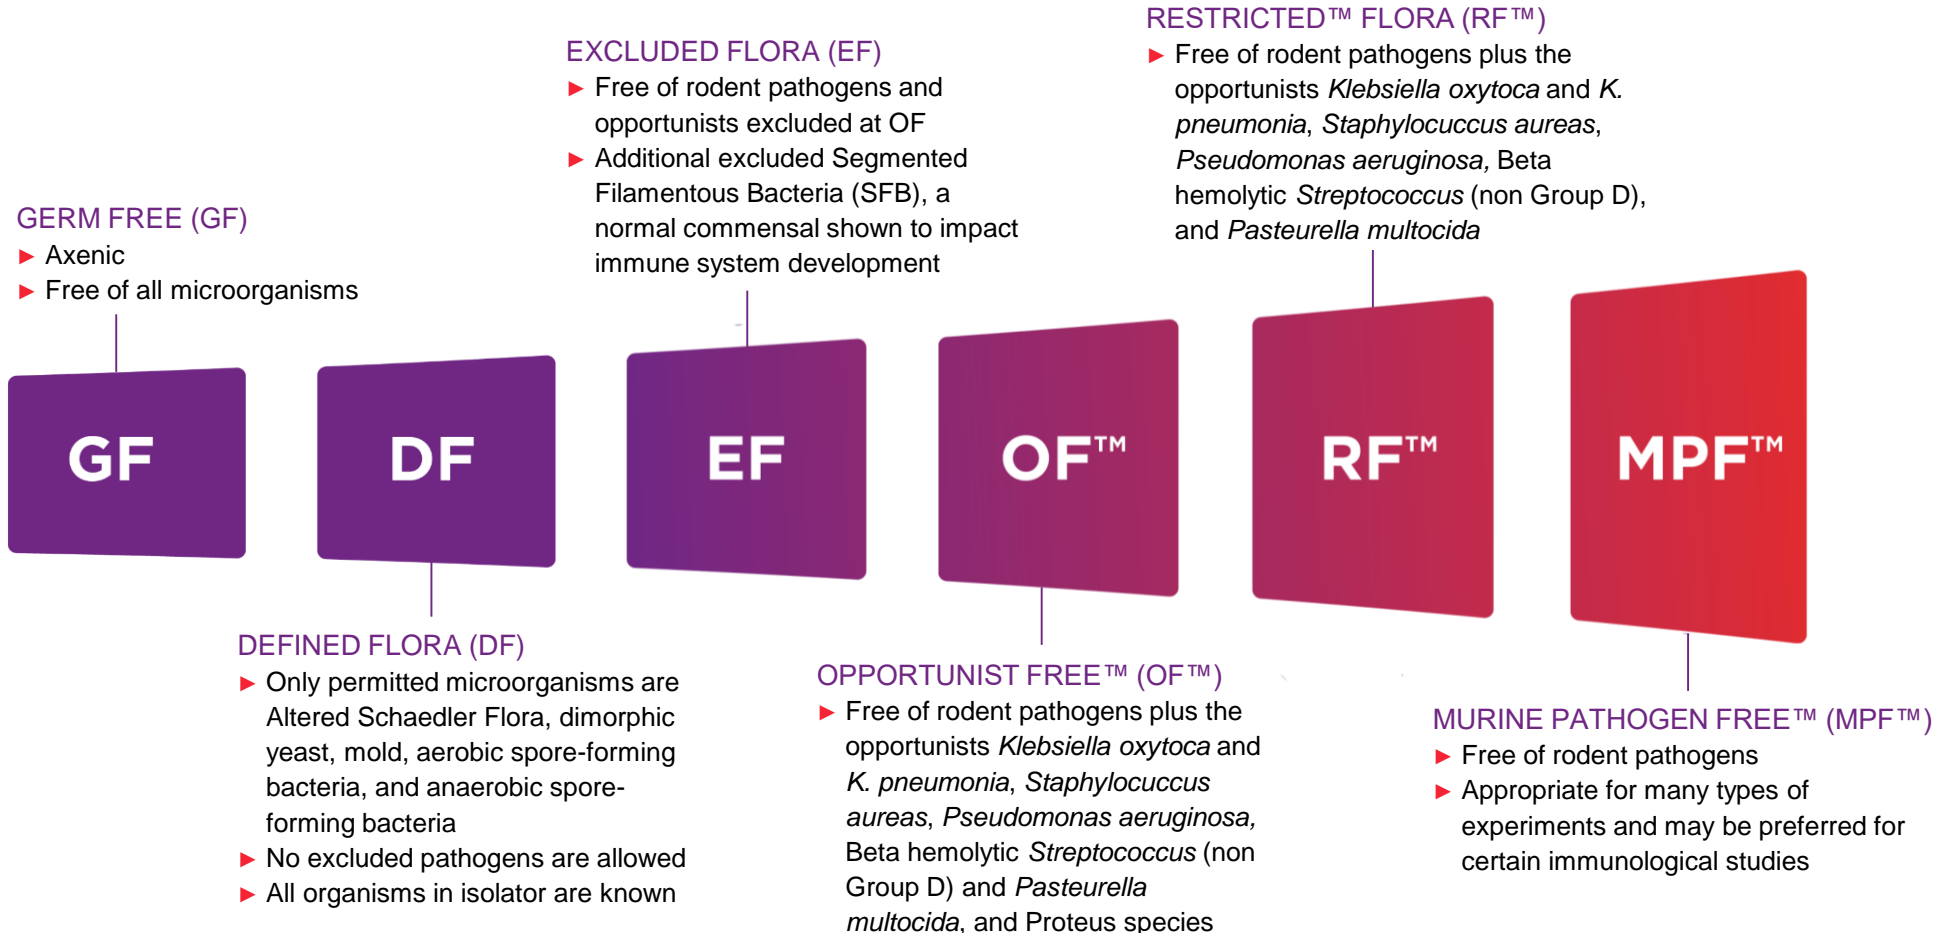 GERM FREE (GF)
► Axenic
► Free of all microorganisms
EXCLUDED FLORA (EF)
► Free of rodent pathogens and
opportunists excluded at OF
► Additional excluded Segmented
Filamentous Bacteria (SFB), a
normal commensal shown to impact
immune system development
RESTRICTED™ FLORA (RF™)
► Free of rodent pathogens plus the
opportunists Klebsiella oxytoca and K.
pneumonia, Staphylocuccus aureas,
Pseudomonas aeruginosa, Beta
hemolytic Streptococcus (non Group D),
and Pasteurella multocida
GF
DF
EF
OF™
RF™
MPF™
DEFINED FLORA (DF)
► Only permitted microorganisms are
Altered Schaedler Flora, dimorphic
yeast, mold, aerobic spore-forming
bacteria, and anaerobic spore-
forming bacteria
► No excluded pathogens are allowed
► All organisms in isolator are known
OPPORTUNIST FREE™ (OF™)
► Free of rodent pathogens plus the
opportunists Klebsiella oxytoca and
K. pneumonia, Staphylocuccus
aureas, Pseudomonas aeruginosa,
Beta hemolytic Streptococcus (non
Group D) and Pasteurella
multocida, and Proteus species
MURINE PATHOGEN FREE™ (MPF™)
► Free of rodent pathogens
► Appropriate for many types of
experiments and may be preferred for
certain immunological studies